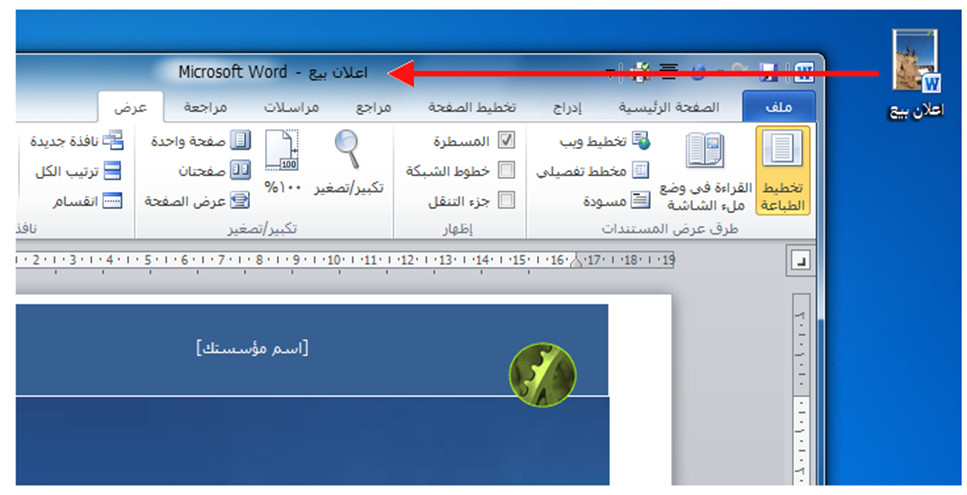 اعلان بيع - Microsoft Word
اعلان بيع
ملف الصفحة الرئيسية إدراج تخطيط الصفحة مراجع مراسلات مراجعة عرض
تخطيط الطباعة
القراءة في وضع ملء الشاشة
تخطيط ويب
مخطط تفصيلي
مسودة
طرق عرض المستندات
المسطرة
خطوط الشبكة
جزء التنقل
إظهار
تكبير/تصغير
١٠٠%
100
صفحة واحدة
صفحتان
عرض الصفحة
تكبير/تصغير
نافذة جديدة
ترتيب الكل
انقسام
2 3 4 5 6 7 8 9 10 11 12 13 14 15 16 17 18 19
[اسم مؤسستك]